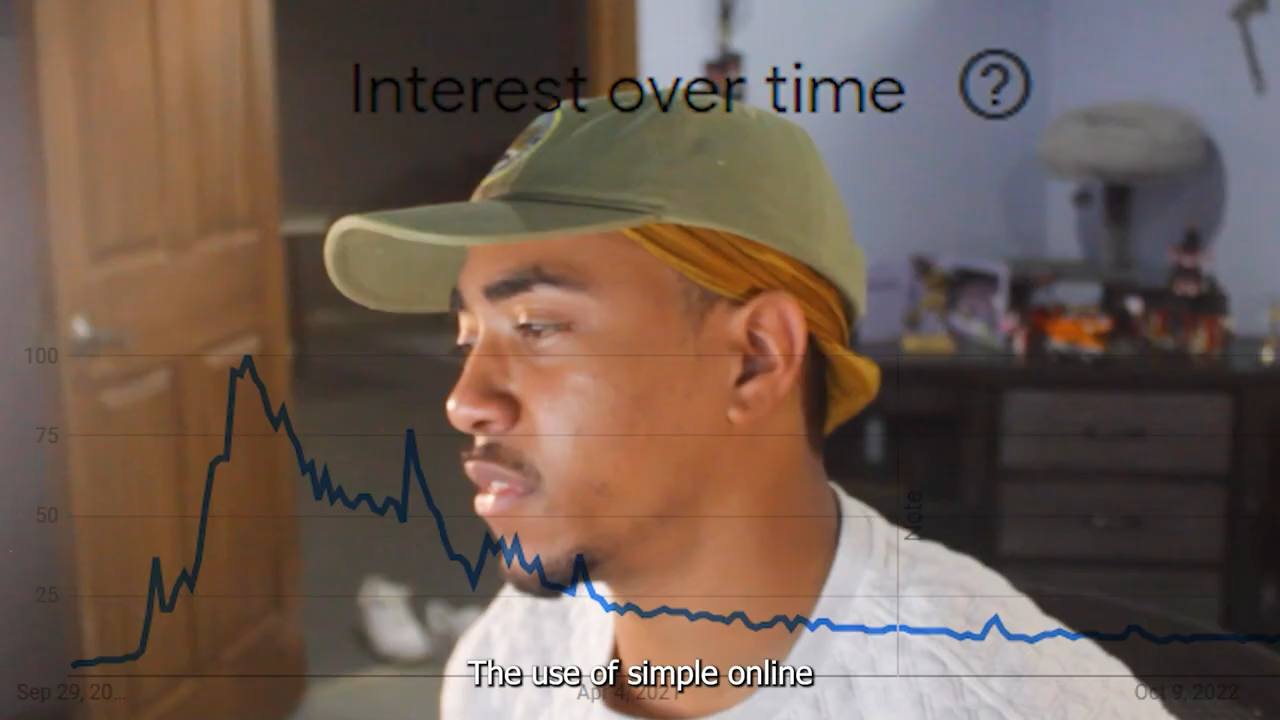 Interest over time ?
100
75
50
25
Note
Sep 29, 20...
Apr 4, 2021
Oct 9, 2022
The use of simple online